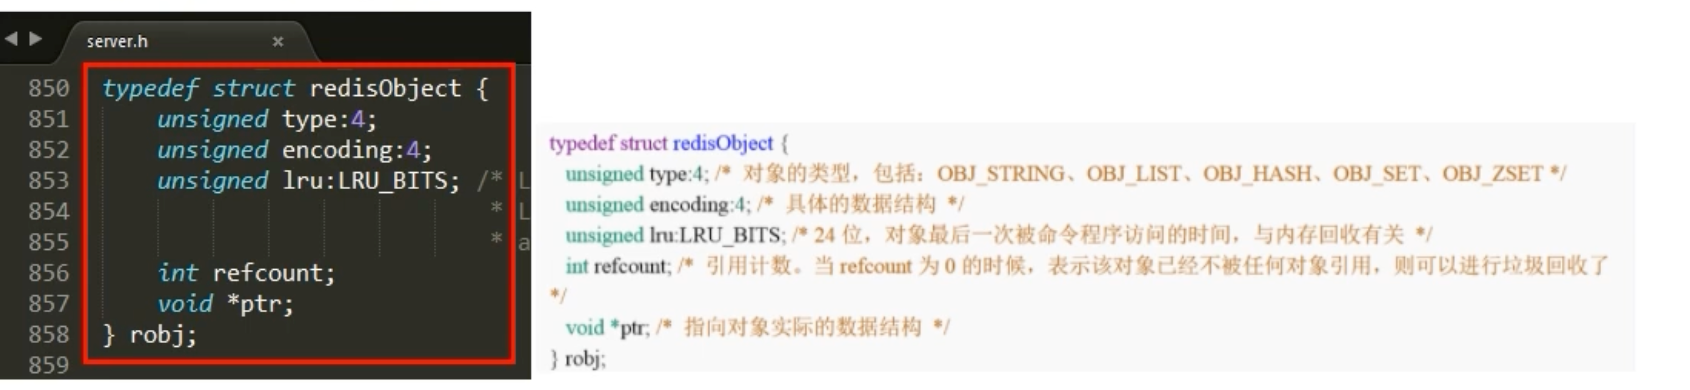 server.h ×
850 typedef struct redisObject {
851 unsigned type:4;
852 unsigned encoding:4;
853 unsigned lru:LRU_BITS; /* L
854 * L
855 * a
856 int refcount;
857 void *ptr;
858 } robj;
859
typedef struct redisObject {
unsigned type:4; /* 对象的类型，包括：OBJ_STRING、OBJ_LIST、OBJ_HASH、OBJ_SET、OBJ_ZSET */
unsigned encoding:4; /* 具体的数据结构 */
unsigned lru:LRU_BITS; /* 24 位，对象最后一次被命令程序访问的时间，与内存回收有关 */
int refcount; /* 引用计数。当 refcount 为 0 的时候，表示该对象已经不被任何对象引用，则可以进行垃圾回收了
*/
void *ptr; /* 指向对象实际的数据结构 */
} robj;